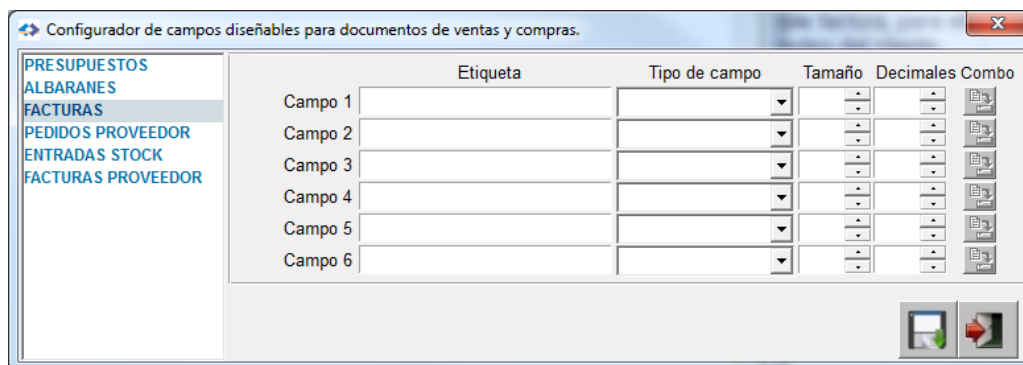 Configurador de campos diseñables para documentos de ventas y compras.
PRESUPUESTOS
ALBARANES
FACTURAS
PEDIDOS PROVEEDOR
ENTRADAS STOCK
FACTURAS PROVEEDOR
Etiqueta Tipo de campo Tamaño Decimales Combo
Campo 1
Campo 2
Campo 3
Campo 4
Campo 5
Campo 6